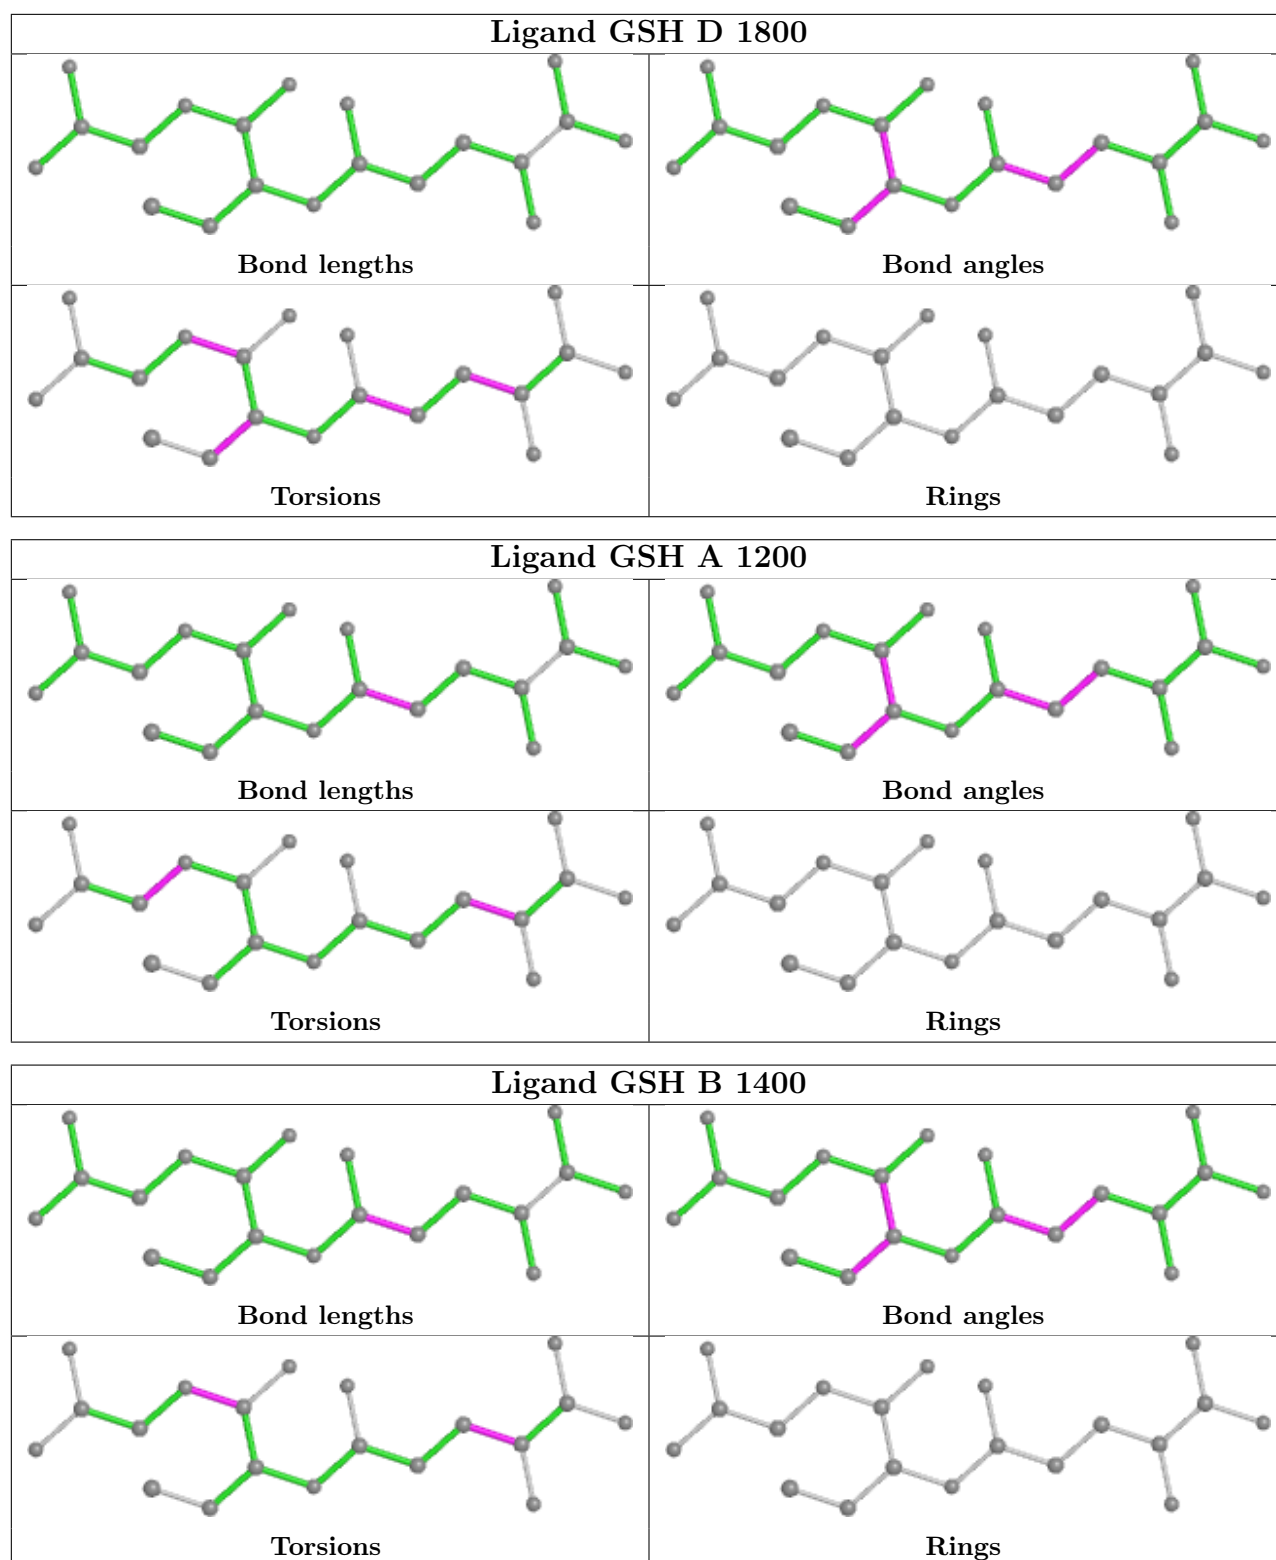 Ligand GSH D 1800
Bond lengths
Bond angles
Torsions
Rings
Ligand GSH A 1200
Bond lengths
Bond angles
Torsions
Rings
Ligand GSH B 1400
Bond lengths
Bond angles
Torsions
Rings